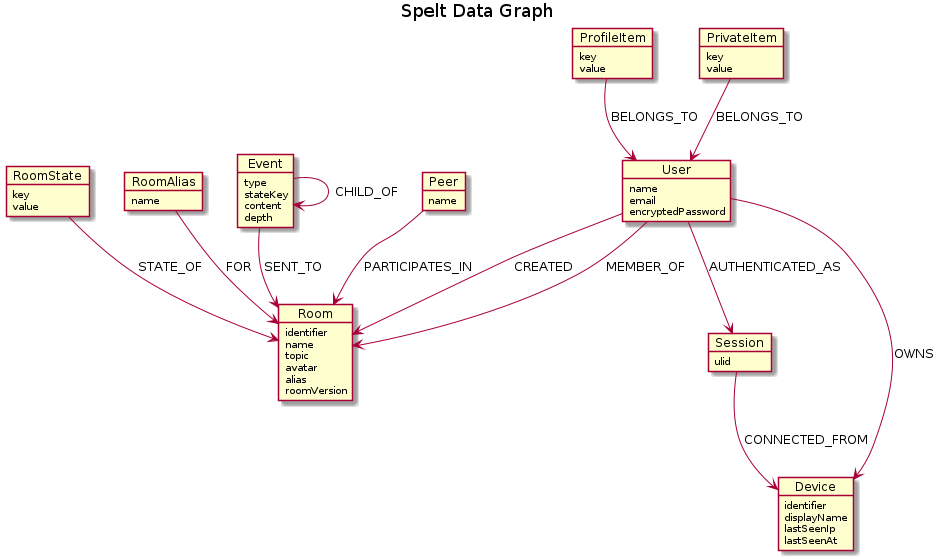 Spelt Data Graph
ProfileItem
key
value
PrivateItem
key
value
BELONGS_TO
BELONGS_TO
RoomState
key
value
RoomAlias
name
Event
type
stateKey
content
depth
CHILD_OF
Peer
name
User
name
email
encryptedPassword
STATE_OF
FOR
SENT_TO
PARTICIPATES_IN
CREATED
MEMBER_OF
AUTHENTICATED_AS
Room
identifier
name
topic
avatar
alias
roomVersion
Session
ulid
OWNS
CONNECTED_FROM
Device
identifier
displayName
lastSeenIp
lastSeenAt